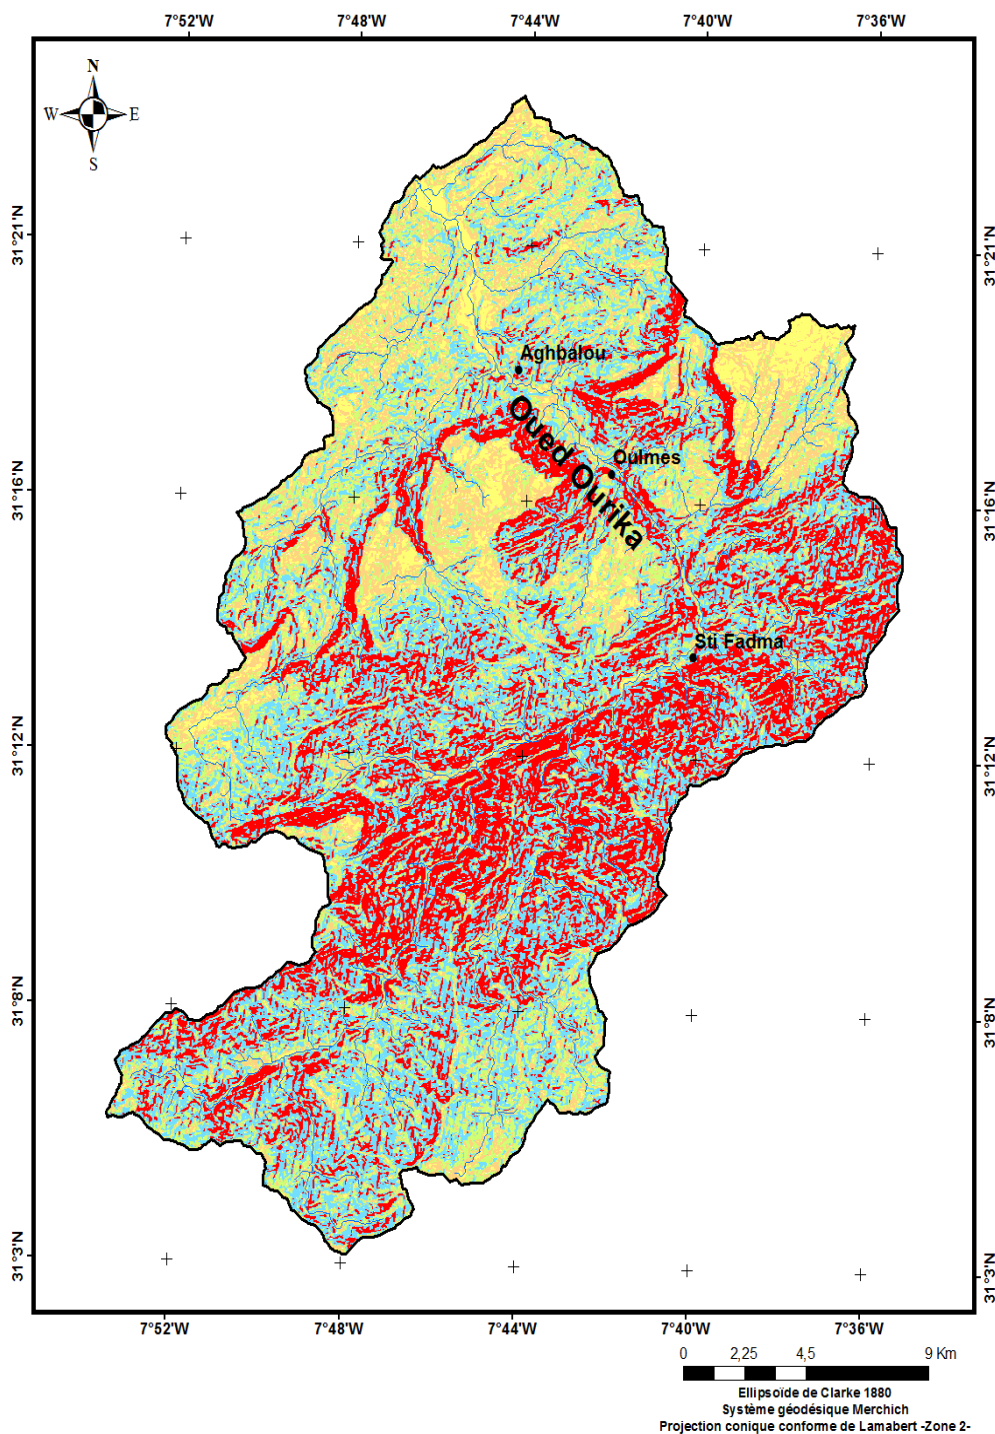 7°52'W 7°48'W 7°44'W 7°40'W 7°36'W
N
W E
S
31°21'N 31°21'N
Aghbalou
Oued Ourika
Oulmes
31°16'N 31°16'N
Sti Fadma
31°12'N 31°12'N
31°8'N 31°8'N
31°3'N 31°3'N
7°52'W 7°48'W 7°44'W 7°40'W 7°36'W
0 2,25 4,5 9 Km
Ellipsoïde de Clarke 1880
Système géodésique Merchich
Projection conique conforme de Lamabert -Zone 2-